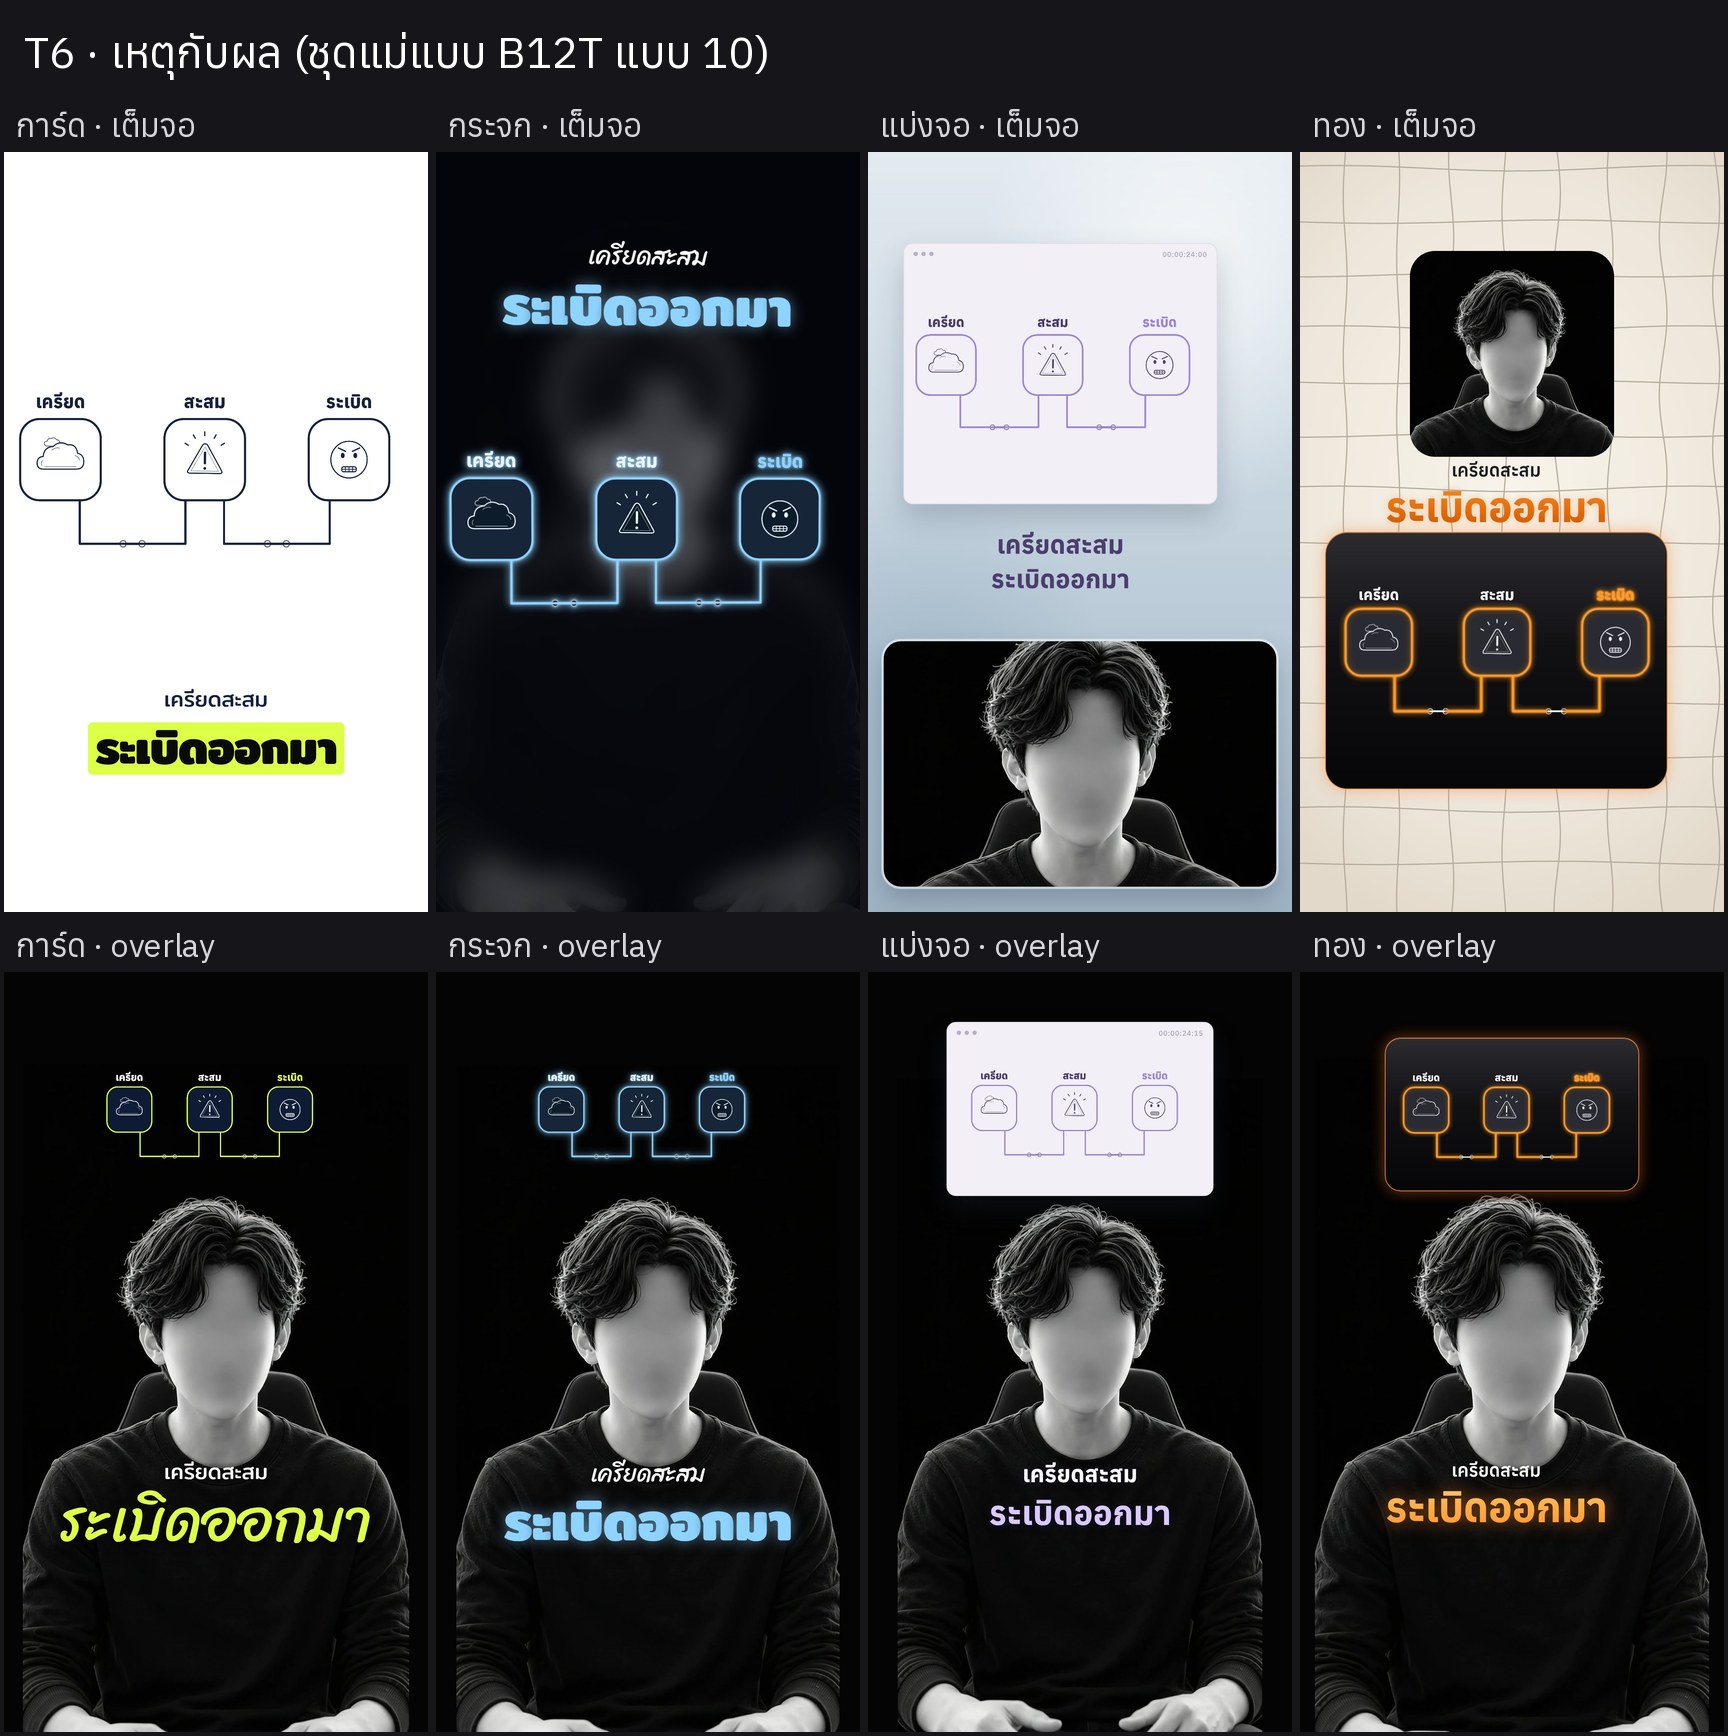 T6 · เหตุกับผล (ชุดแม่แบบ B12T แบบ 10)
การ์ด · เต็มจอ
เครียด สะสม ระเบิด
เครียดสะสม
ระเบิดออกมา
กระจก · เต็มจอ
เครียดสะสม
ระเบิดออกมา
เครียด สะสม ระเบิด
แบ่งจอ · เต็มจอ
00:00:24:00
เครียด สะสม ระเบิด
เครียดสะสม
ระเบิดออกมา
ทอง · เต็มจอ
เครียดสะสม
ระเบิดออกมา
เครียด สะสม ระเบิด
การ์ด · overlay
เครียด สะสม ระเบิด
เครียดสะสม
ระเบิดออกมา
กระจก · overlay
เครียด สะสม ระเบิด
เครียดสะสม
ระเบิดออกมา
แบ่งจอ · overlay
00:00:24:15
เครียด สะสม ระเบิด
เครียดสะสม
ระเบิดออกมา
ทอง · overlay
เครียด สะสม ระเบิด
เครียดสะสม
ระเบิดออกมา